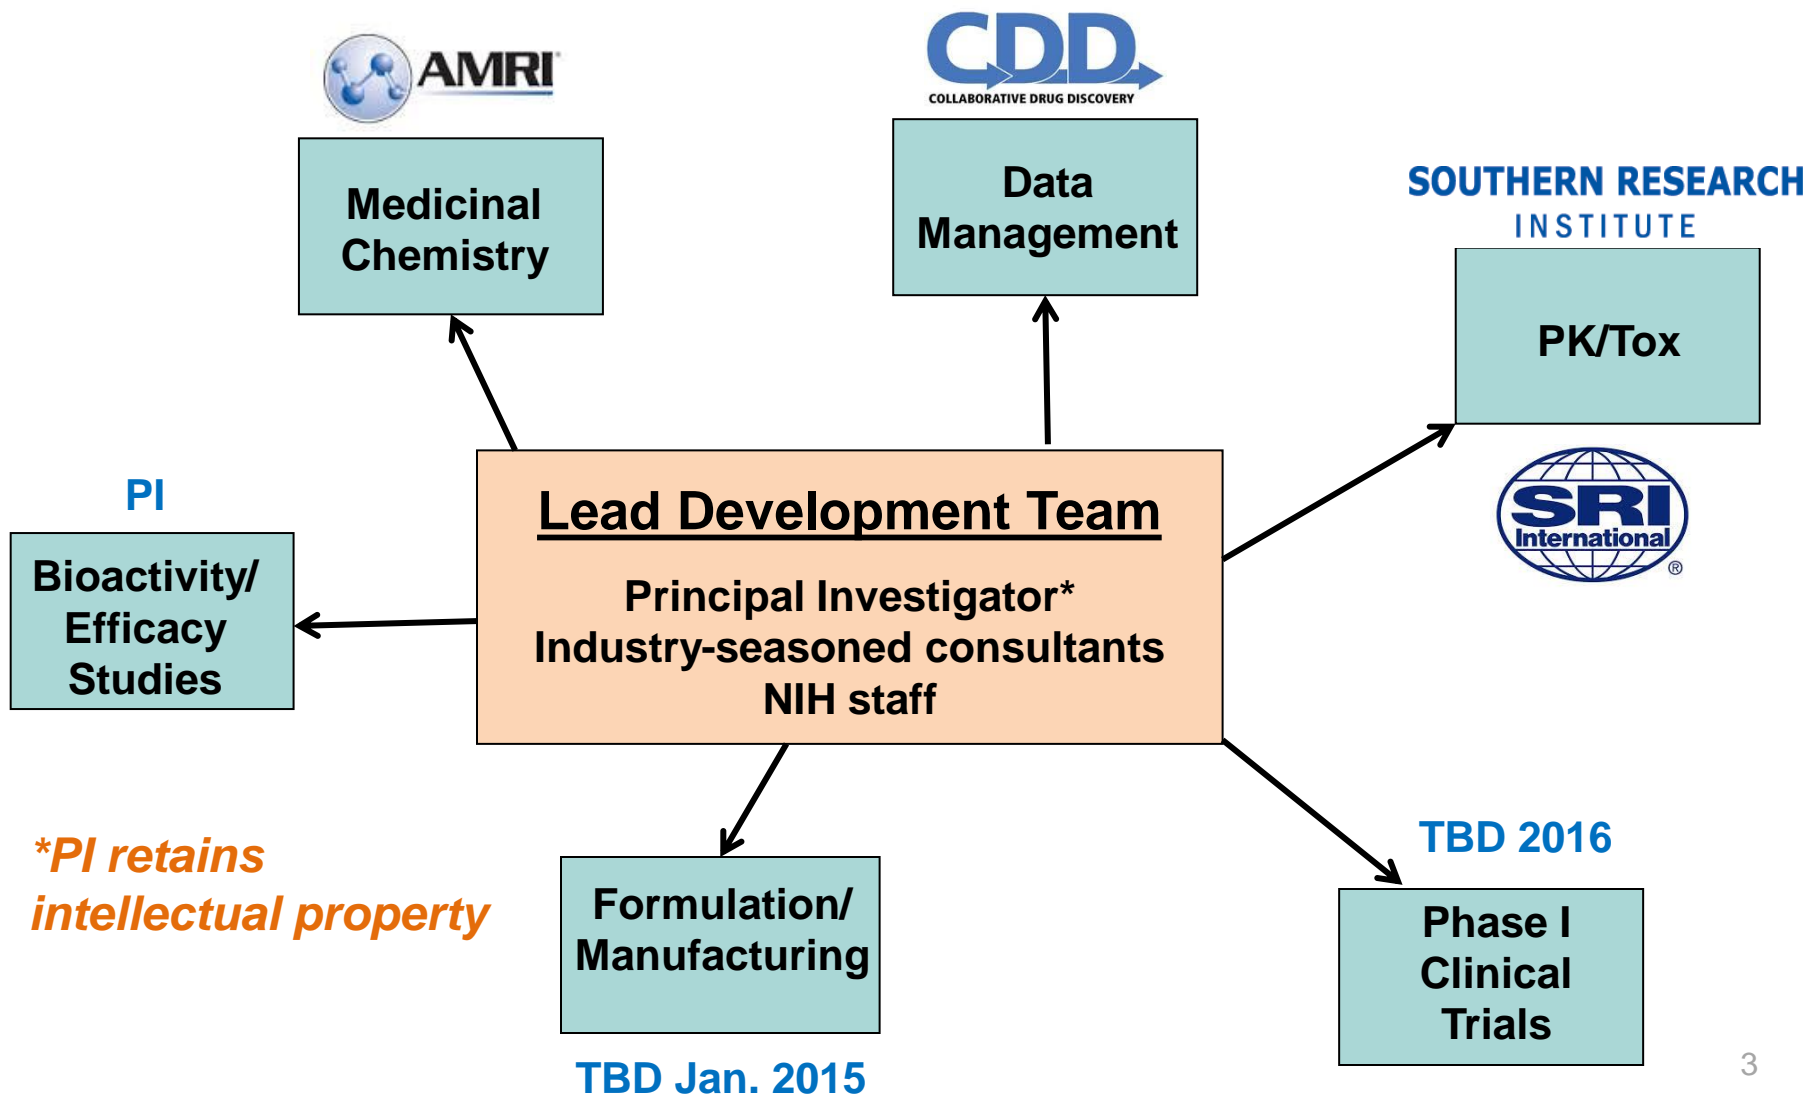 AMRI
CDD
COLLABORATIVE DRUG DISCOVERY
Medicinal
Chemistry
Data
Management
SOUTHERN RESEARCH
INSTITUTE
PK/Tox
SRI
International
®
PI
Bioactivity/
Efficacy
Studies
Lead Development Team
Principal Investigator*
Industry-seasoned consultants
NIH staff
*PI retains
intellectual property
Formulation/
Manufacturing
TBD Jan. 2015
TBD 2016
Phase I
Clinical
Trials
3